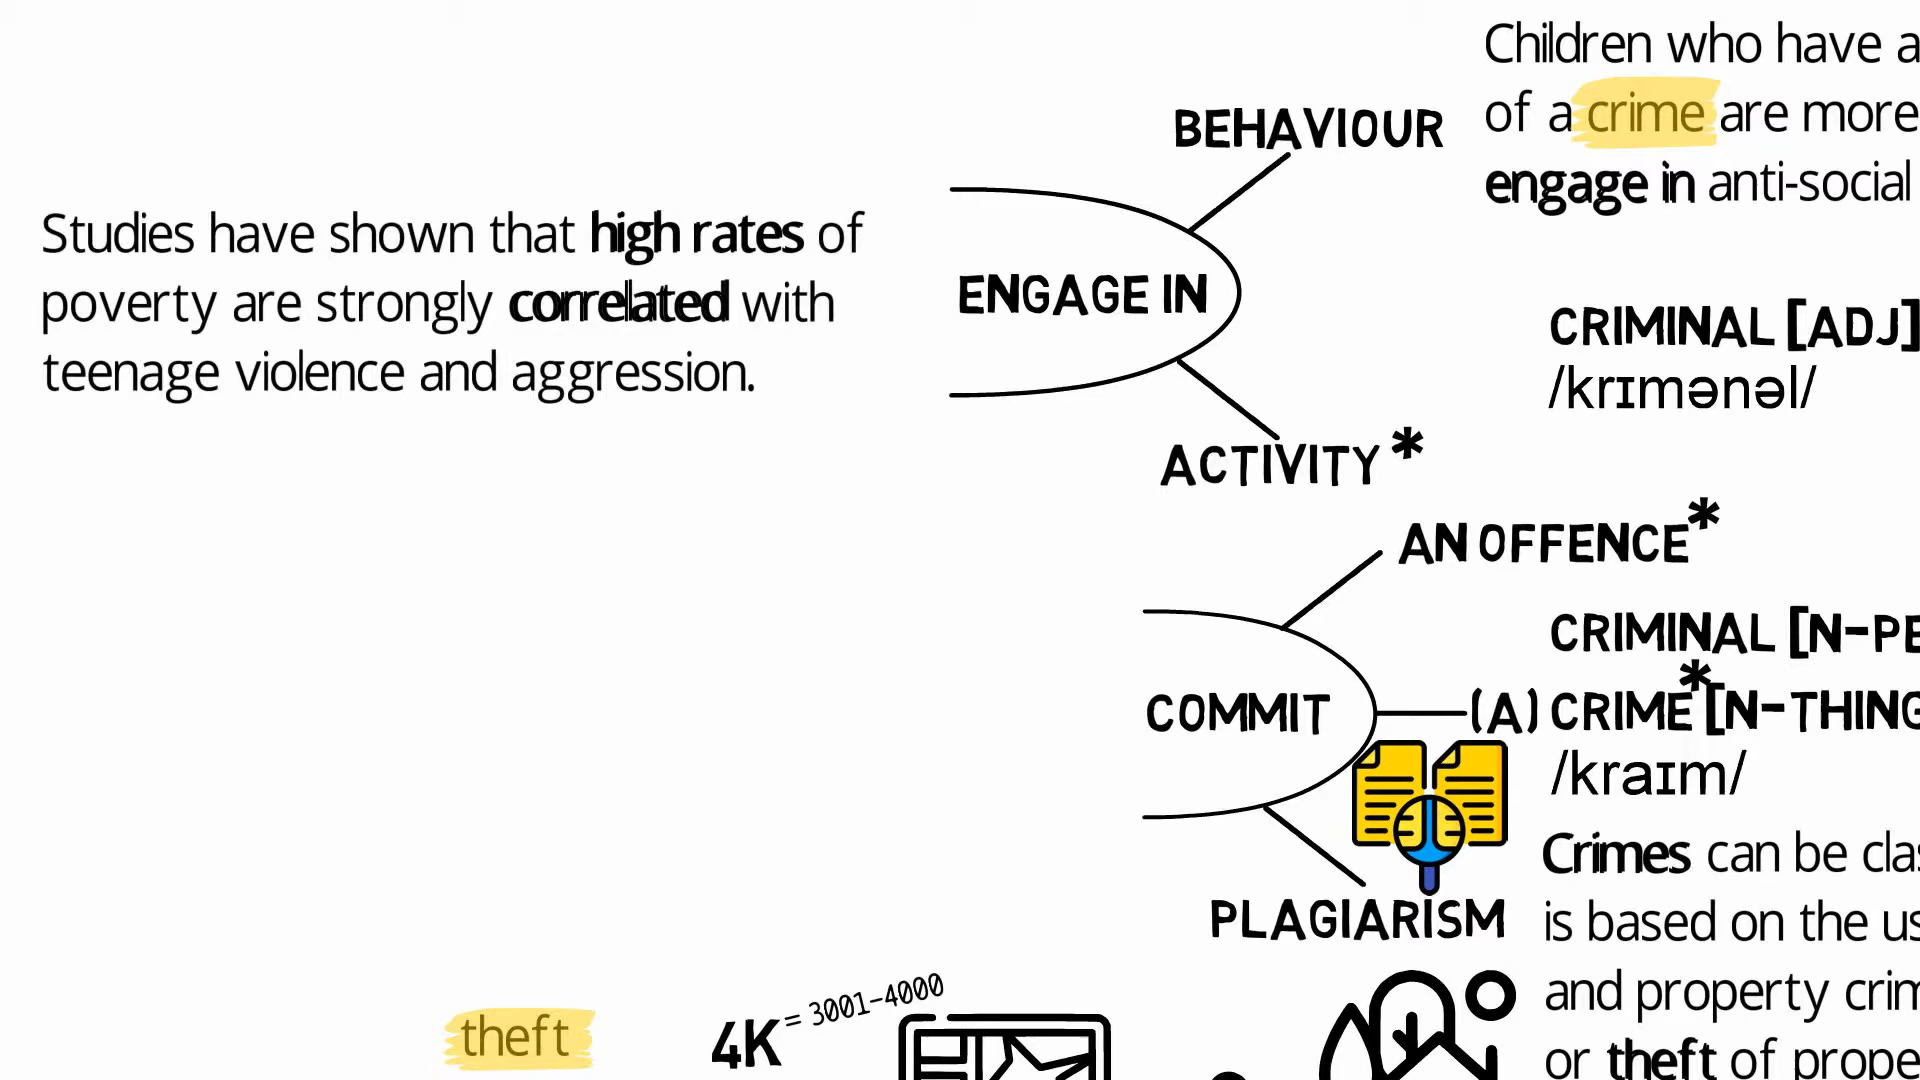 Children who have a
of a crime are more
engage in anti-social
BEHAVIOUR
Studies have shown that high rates of
poverty are strongly correlated with
teenage violence and aggression.
ENGAGE IN
ACTIVITY *
CRIMINAL [ADJ]
/krɪmənəl/
AN OFFENCE*
COMMIT
CRIMINAL [N-PE
(A) CRIME* [N-THING
/kraɪm/
PLAGIARISM
Crimes can be clas
is based on the us
and property crim
or theft of prope
theft
4K = 3001-4000